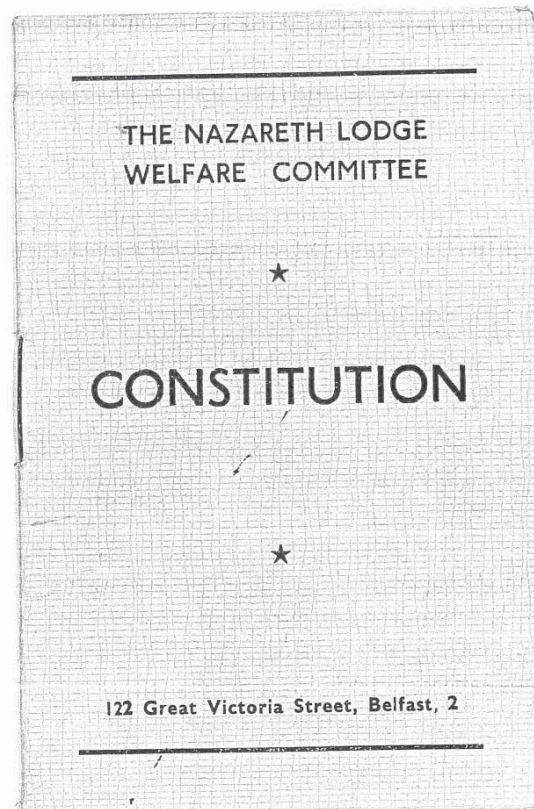 THE NAZARETH LODGE
WELFARE COMMITTEE
★
CONSTITUTION
★
122 Great Victoria Street, Belfast, 2